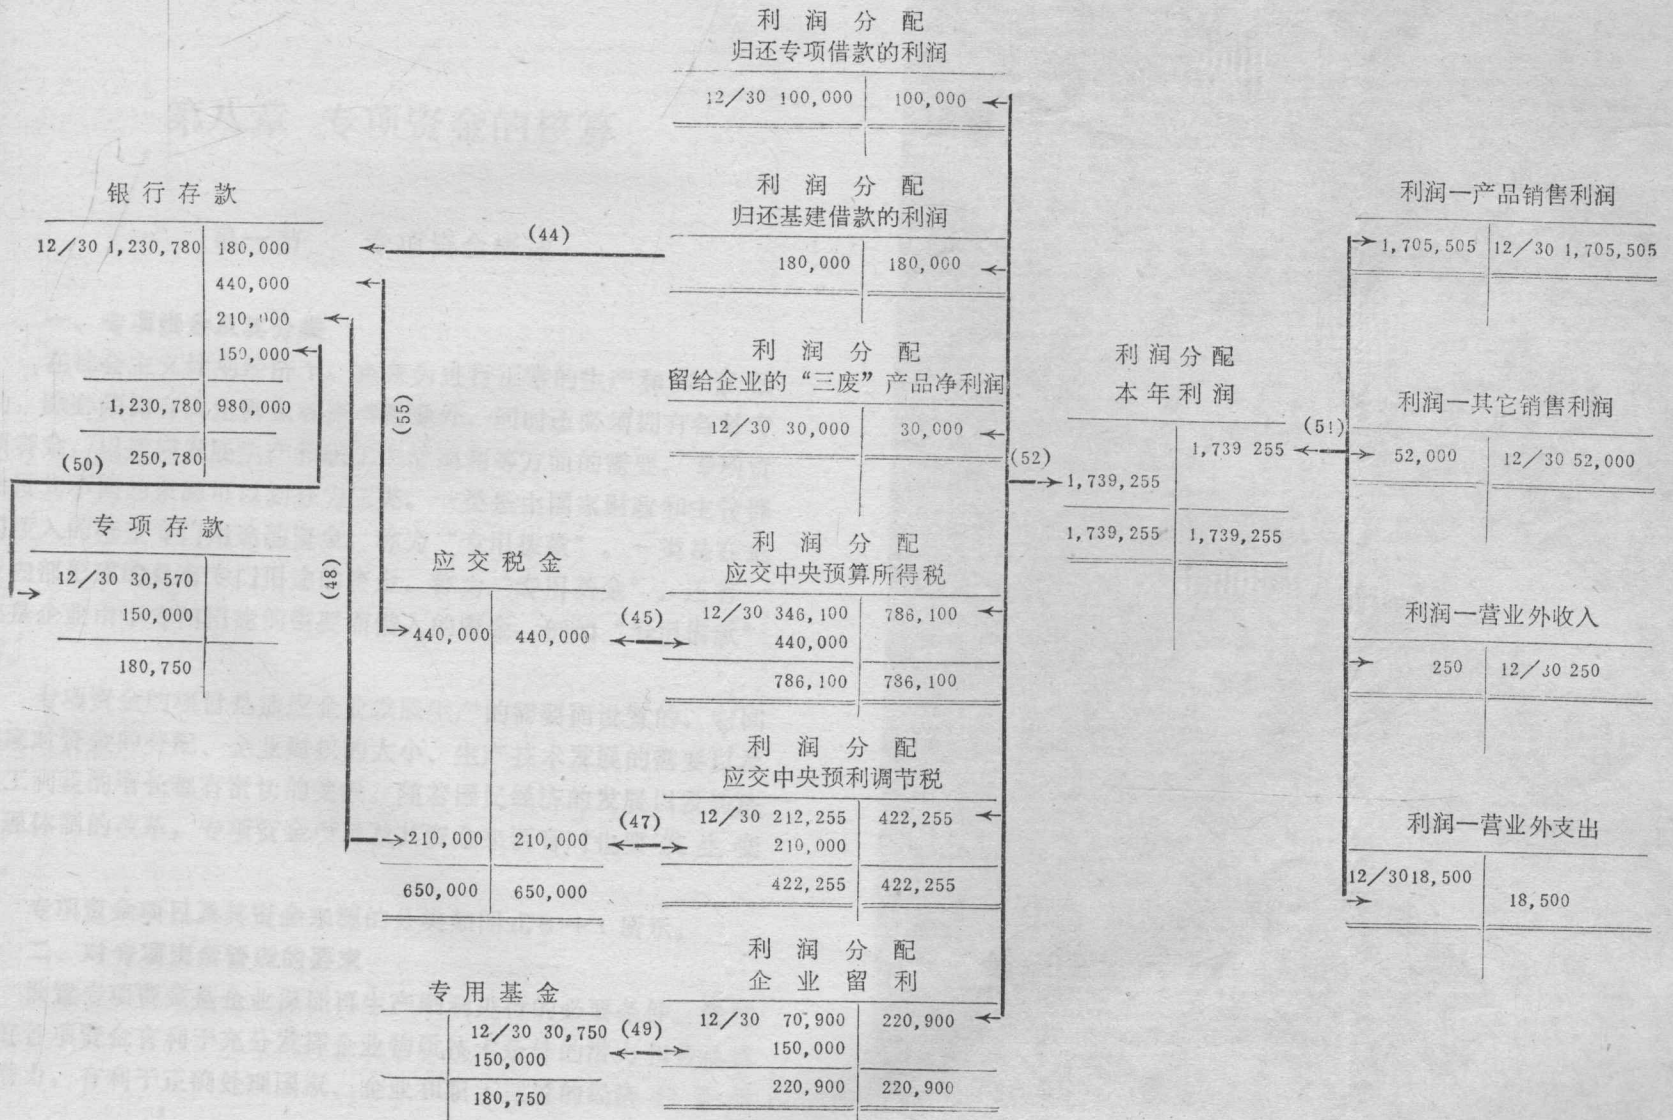 利润分配
归还专项借款的利润
12/30 100,000 100,000
利润分配
归还基建借款的利润
180,000 180,000
利润分配
留给企业的“三废”产品净利润
12/30 30,000 30,000
利润分配
应交中央预算所得税
12/30 346,100 786,100
440,000
786,100 786,100
利润分配
应交中央预利调节税
12/30 212,255 422,255
210,000
422,255 422,255
利润分配
企业留利
12/30 70,900 220,900
150,000
220,900 220,900
银行存款
12/30 1,230,780 180,000
440,000
210,000
150,000
1,230,780 980,000
250,780
(44)
(55)
(50)
(48)
专项存款
12/30 30,570
150,000
180,750
应交税金
440,000 440,000
210,000 210,000
650,000 650,000
(45)
(47)
专用基金
12/30 30,750
150,000
180,750
(49)
利润分配
本年利润
1,739 255
1,739,255
1,739,255 1,739,255
(52)
(51)
利润—产品销售利润
1,705,505 12/30 1,705,505
利润—其它销售利润
52,000 12/30 52,000
利润—营业外收入
250 12/30 250
利润—营业外支出
12/30 18,500
18,500
第八章 专项资金的核算